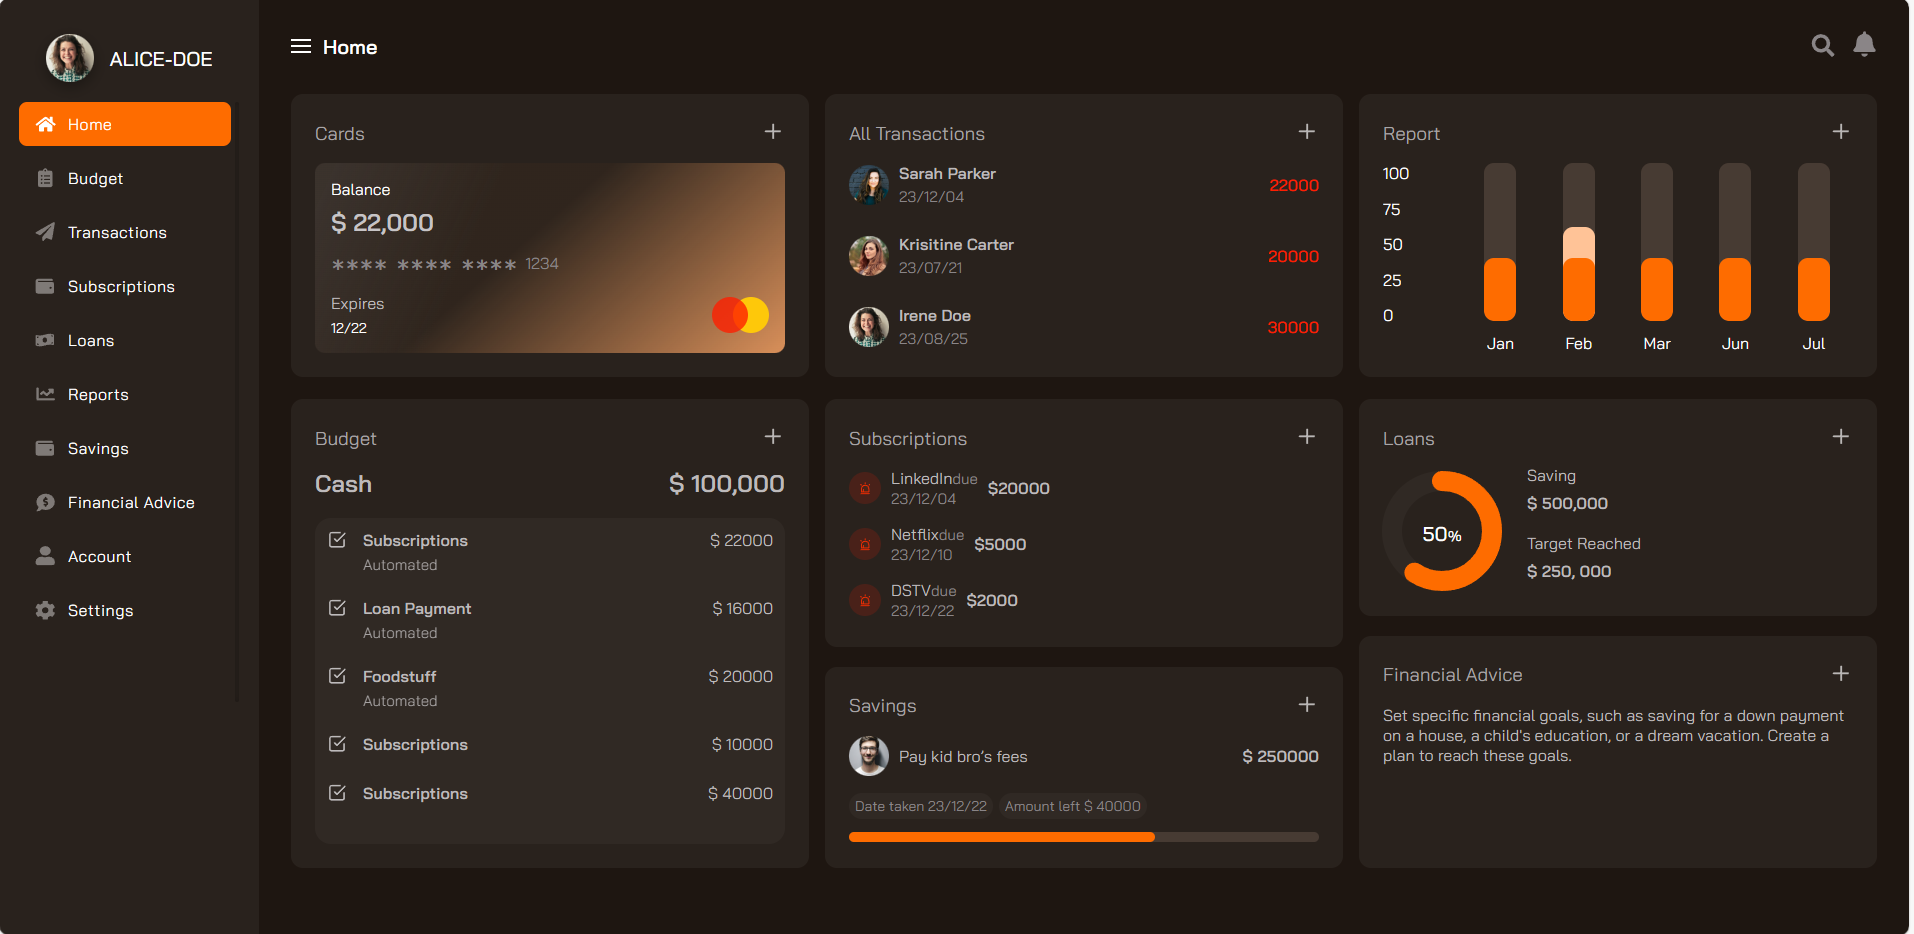 ALICE-DOE
Home
Budget
Transactions
Subscriptions
Loans
Reports
Savings
Financial Advice
Account
Settings
Home
Cards
Balance
$ 22,000
**** **** **** 1234
Expires
12/22
All Transactions
Sarah Parker
23/12/04
22000
Krisitine Carter
23/07/21
20000
Irene Doe
23/08/25
30000
Report
100
75
50
25
0
Jan Feb Mar Jun Jul
Budget
Cash $ 100,000
Subscriptions $ 22000
Automated
Loan Payment $ 16000
Automated
Foodstuff $ 20000
Automated
Subscriptions $ 10000
Subscriptions $ 40000
Subscriptions
LinkedIndue
23/12/04
$20000
Netflixdue
23/12/10
$5000
DSTVdue
23/12/22
$2000
Savings
Pay kid bro’s fees $ 250000
Date taken 23/12/22 Amount left $ 40000
Loans
50%
Saving
$ 500,000
Target Reached
$ 250, 000
Financial Advice
Set specific financial goals, such as saving for a down payment
on a house, a child's education, or a dream vacation. Create a
plan to reach these goals.